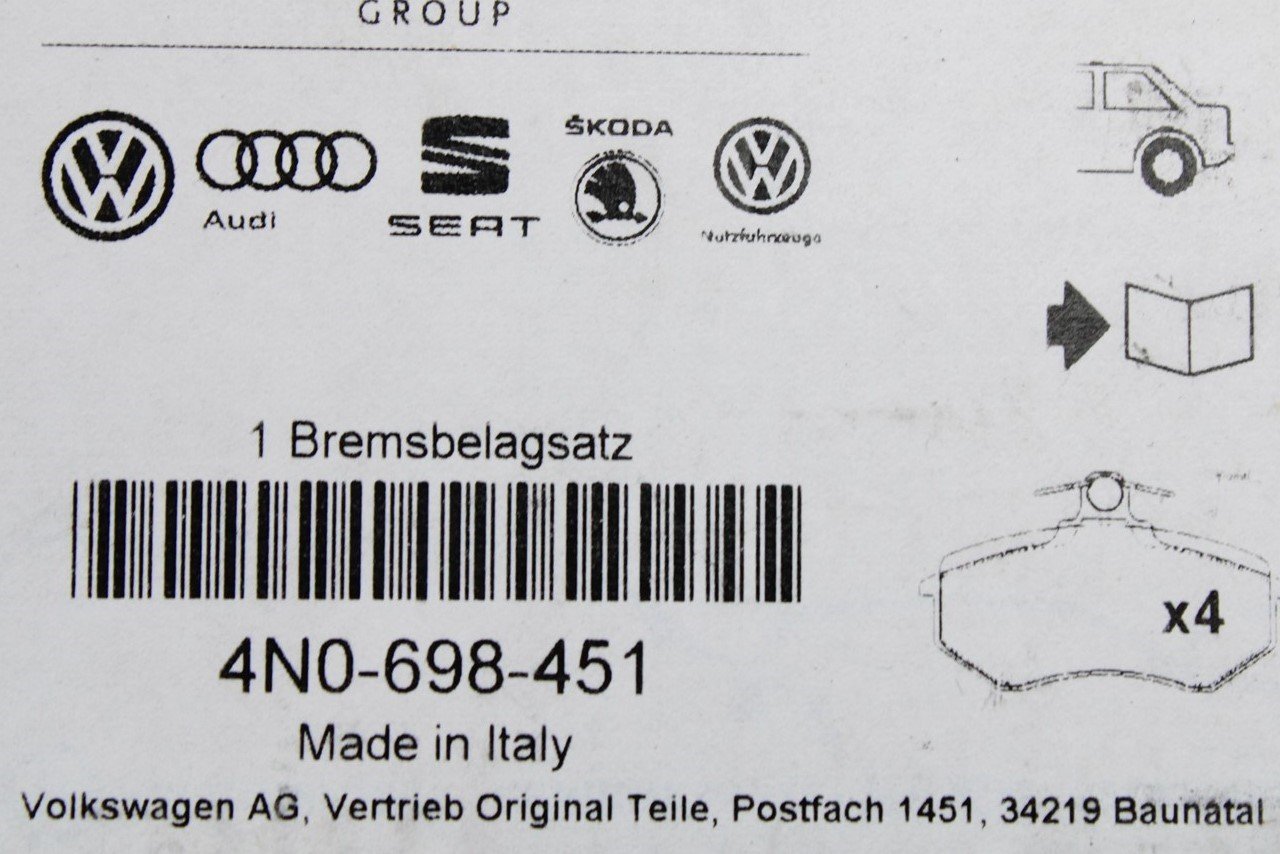 GROUP
Audi
SEAT
ŠKODA
Nutzfahrzeuge
1 Bremsbelagsatz
x4
4N0-698-451
Made in Italy
Volkswagen AG, Vertrieb Original Teile, Postfach 1451, 34219 Baunatal